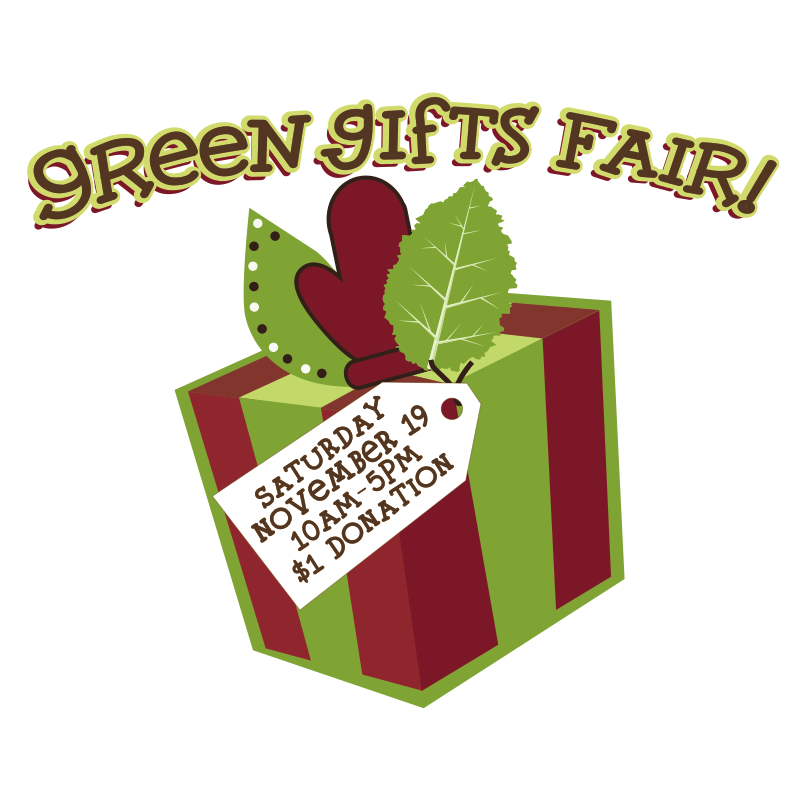 GREEN GIFTS FAIR!
SATURDAY
NOVEMBER 19
10AM-5PM
$1 DONATION